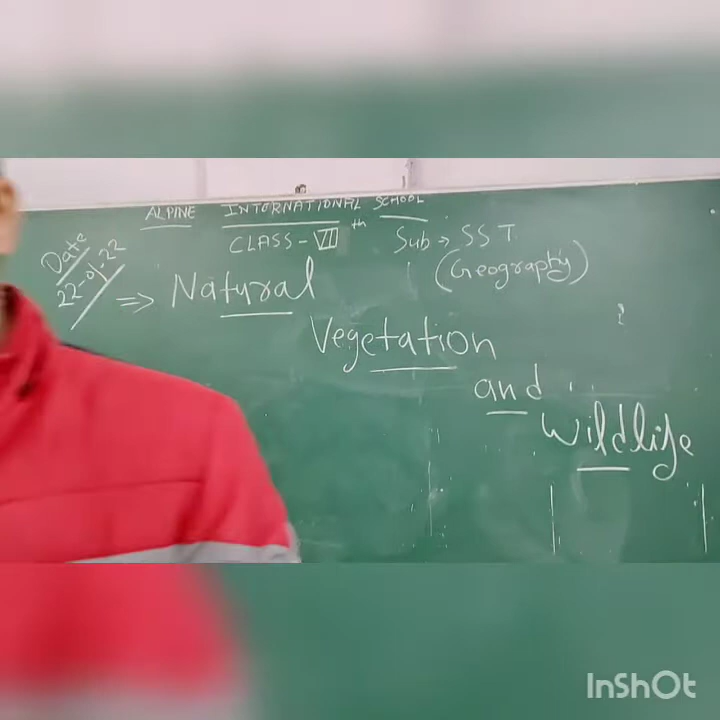 ALPINE INTERNATIONAL SCHOOL
CLASS - VII th Sub → SST
(Geography)
Date
22-01-22
⇒ Natural
Vegetation
and
Wildlife
InShOt